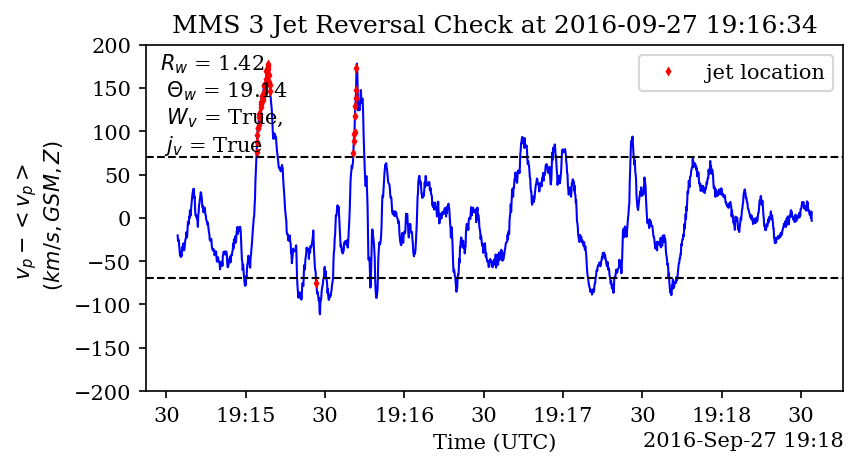 MMS 3 Jet Reversal Check at 2016-09-27 19:16:34
R_w = 1.42,
Θ_w = 19.14
W_v = True,
j_v = True
jet location
v_p − < v_p >
(km/s, GSM, Z)
200
150
100
50
0
−50
−100
−150
−200
30 19:15 30 19:16 30 19:17 30 19:18 30
Time (UTC)
2016-Sep-27 19:18